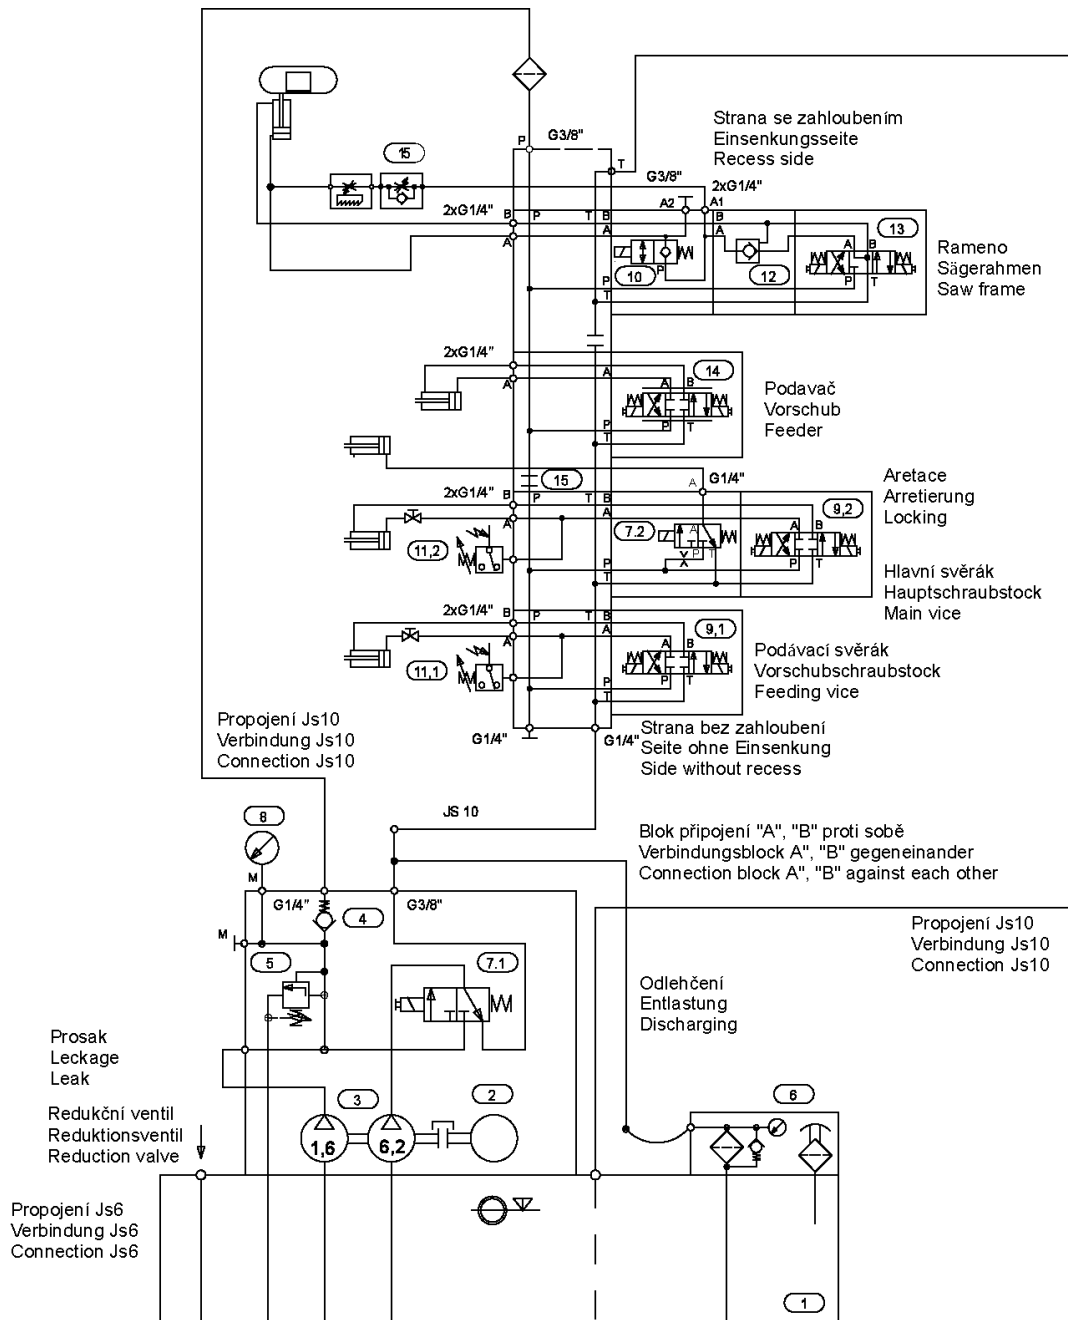 P
G3/8"
T
Strana se zahloubením
Einsenkungsseite
Recess side
15
G3/8"
2xG1/4"
A2
A1
2xG1/4"
B
P
T
B
B
A
A
A
A
B
13
Rameno
Sägerahmen
Saw frame
10
P
12
P
T
P
T
2xG1/4"
14
A
A
A
B
Podavač
Vorschub
Feeder
P
T
P
T
15
A
G1/4"
Aretace
Arretierung
Locking
2xG1/4"
B
P
T
B
9,2
A
A
7.2
A
A
B
11,2
P
T
P
T
P
T
Hlavní svěrák
Hauptschraubstock
Main vice
2xG1/4"
B
P
T
B
9,1
A
A
A
B
11,1
Podávací svěrák
Vorschubschraubstock
Feeding vice
P
T
P
T
G1/4"
G1/4"
Strana bez zahloubení
Seite ohne Einsenkung
Side without recess
Propojení Js10
Verbindung Js10
Connection Js10
8
JS 10
Blok připojení "A", "B" proti sobě
Verbindungsblock A", "B" gegeneinander
Connection block A", "B" against each other
M
G1/4"
4
G3/8"
M
5
7.1
Propojení Js10
Verbindung Js10
Connection Js10
Odlehčení
Entlastung
Discharging
Prosak
Leckage
Leak
Redukční ventil
Reduktionsventil
Reduction valve
3
2
6
1,6
6,2
Propojení Js6
Verbindung Js6
Connection Js6
1